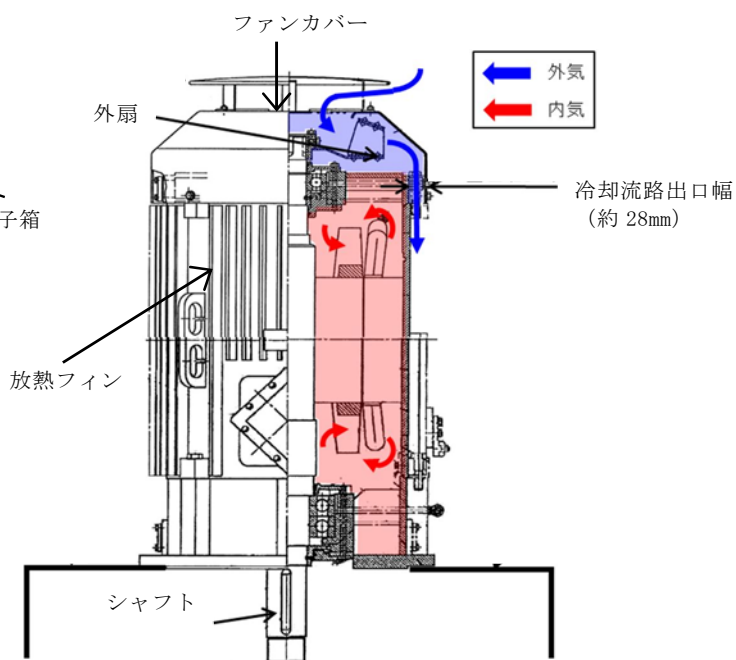 ファンカバー
外気
内気
外扇
冷却流路出口幅
(約 28mm)
子箱
放熱フィン
シャフト